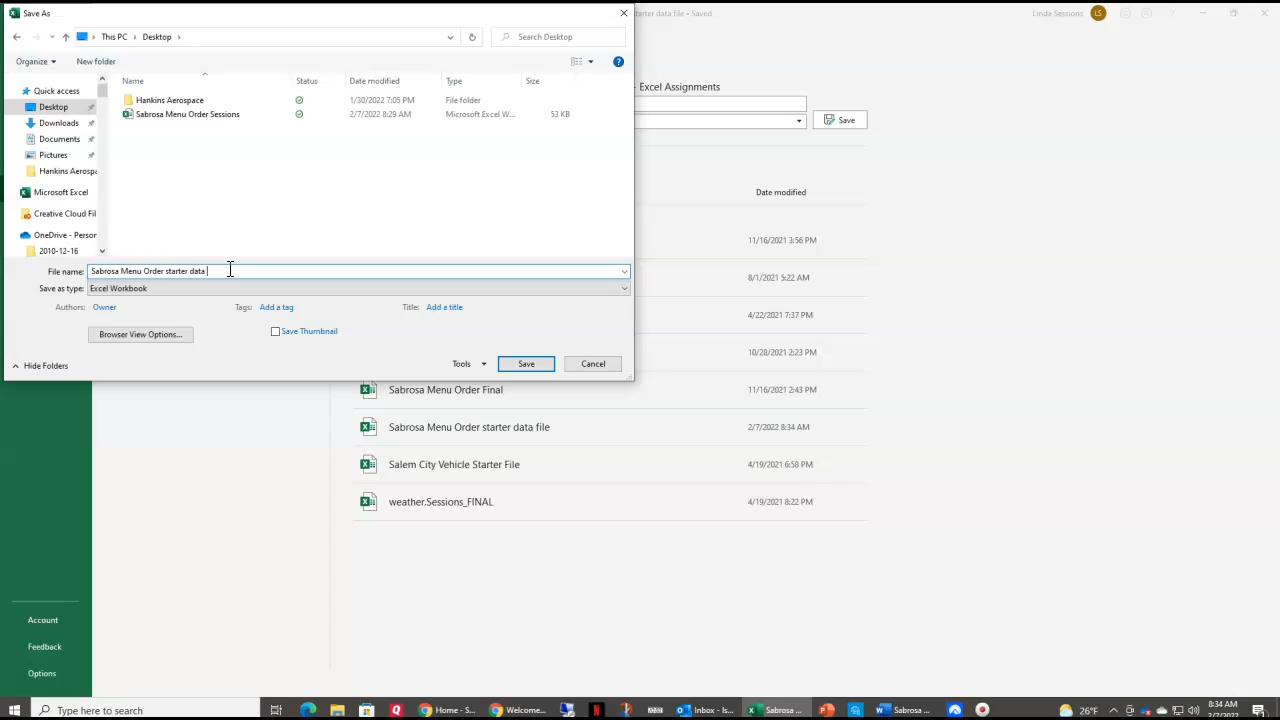 Save As
arter data file - Saved
Linda Sessions
LS
This PC
Desktop
Search Desktop
Organize
New folder
Name
Status
Date modified
Type
Size
Quick access
Desktop
Downloads
Documents
Pictures
Hankins Aerospa
Microsoft Excel
Creative Cloud Fil
OneDrive - Person
2010-12-16
Hankins Aerospace
1/30/2022 7:05 PM
File folder
Sabrosa Menu Order Sessions
2/7/2022 8:29 AM
Microsoft Excel W...
53 KB
File name:
Sabrosa Menu Order starter data
Save as type:
Excel Workbook
Authors:
Owner
Tags:
Add a tag
Title:
Add a title
Browser View Options...
Save Thumbnail
Hide Folders
Tools
Save
Cancel
- Excel Assignments
Save
Date modified
11/16/2021 3:56 PM
8/1/2021 5:22 AM
4/22/2021 7:37 PM
10/28/2021 2:23 PM
Sabrosa Menu Order Final
11/16/2021 2:43 PM
Sabrosa Menu Order starter data file
2/7/2022 8:34 AM
Salem City Vehicle Starter File
4/19/2021 6:58 PM
weather.Sessions_FINAL
4/19/2021 8:22 PM
Account
Feedback
Options
Type here to search
Home - S...
Welcome...
Inbox - ls...
Sabrosa ...
Sabrosa ...
26°F
8:34 AM
2/7/2022